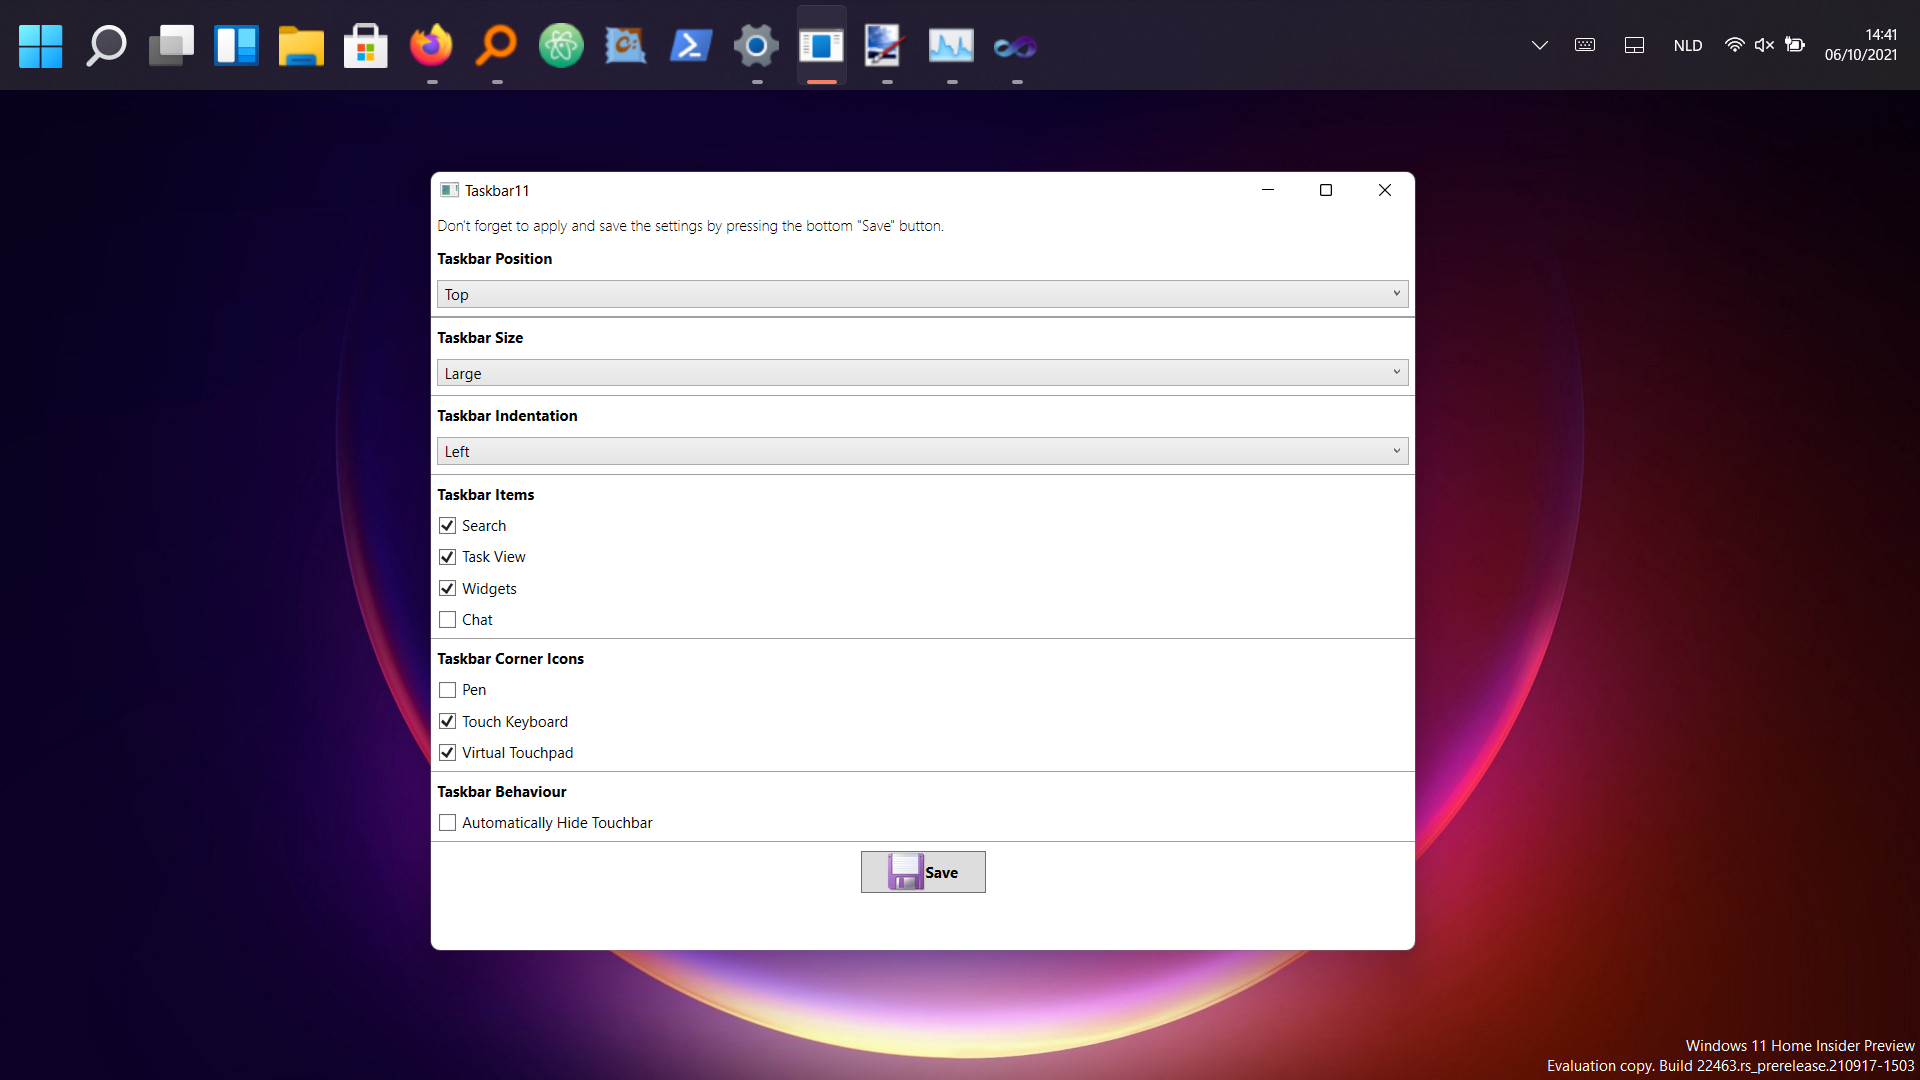 NLD
14:41
06/10/2021
Taskbar11
Don't forget to apply and save the settings by pressing the bottom "Save" button.
Taskbar Position
Top
Taskbar Size
Large
Taskbar Indentation
Left
Taskbar Items
Search
Task View
Widgets
Chat
Taskbar Corner Icons
Pen
Touch Keyboard
Virtual Touchpad
Taskbar Behaviour
Automatically Hide Touchbar
Save
Windows 11 Home Insider Preview
Evaluation copy. Build 22463.rs_prerelease.210917-1503